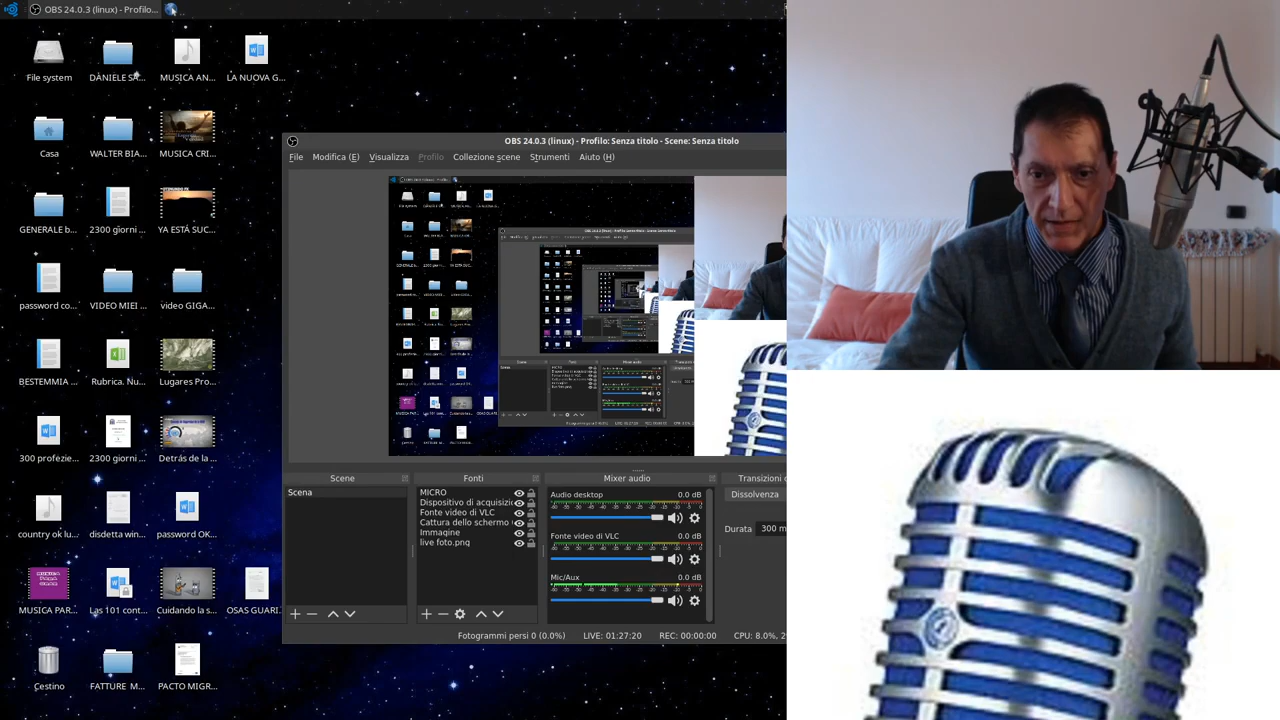 OBS 24.0.3 (linux) - Profilo...
File system
DANIELE SA...
MUSICA AN...
LA NUOVA G...
Casa
WALTER BIA...
MUSICA CRI...
GENERALE b...
2300 giorni ...
YA ESTÁ SUC...
password co...
VIDEO MIEI ...
video GIGA...
BESTEMMIA ...
Rubrica. Nu...
Lugares Pro...
300 profezie...
2300 giorni ...
Detrás de la ...
country ok lu...
disdetta win...
password OK...
MUSICA PAR...
Las 101 cont...
Cuidando la s...
OSAS GUARI...
Cestino
FATTURE M...
PACTO MIGR...
OBS 24.0.3 (linux) - Profilo: Senza titolo - Scene: Senza titolo
File Modifica (E) Visualizza Profilo Collezione scene Strumenti Aiuto (H)
Scene
Scena
Fonti
MICRO
Dispositivo di acquisizi
Fonte video di VLC
Cattura dello schermo
Immagine
live foto.png
Mixer audio
Audio desktop 0.0 dB
Fonte video di VLC 0.0 dB
Mic/Aux 0.0 dB
Transizioni
Dissolvenza
Durata 300 m
Fotogrammi persi 0 (0.0%) LIVE: 01:27:20 REC: 00:00:00 CPU: 8.0%, 2